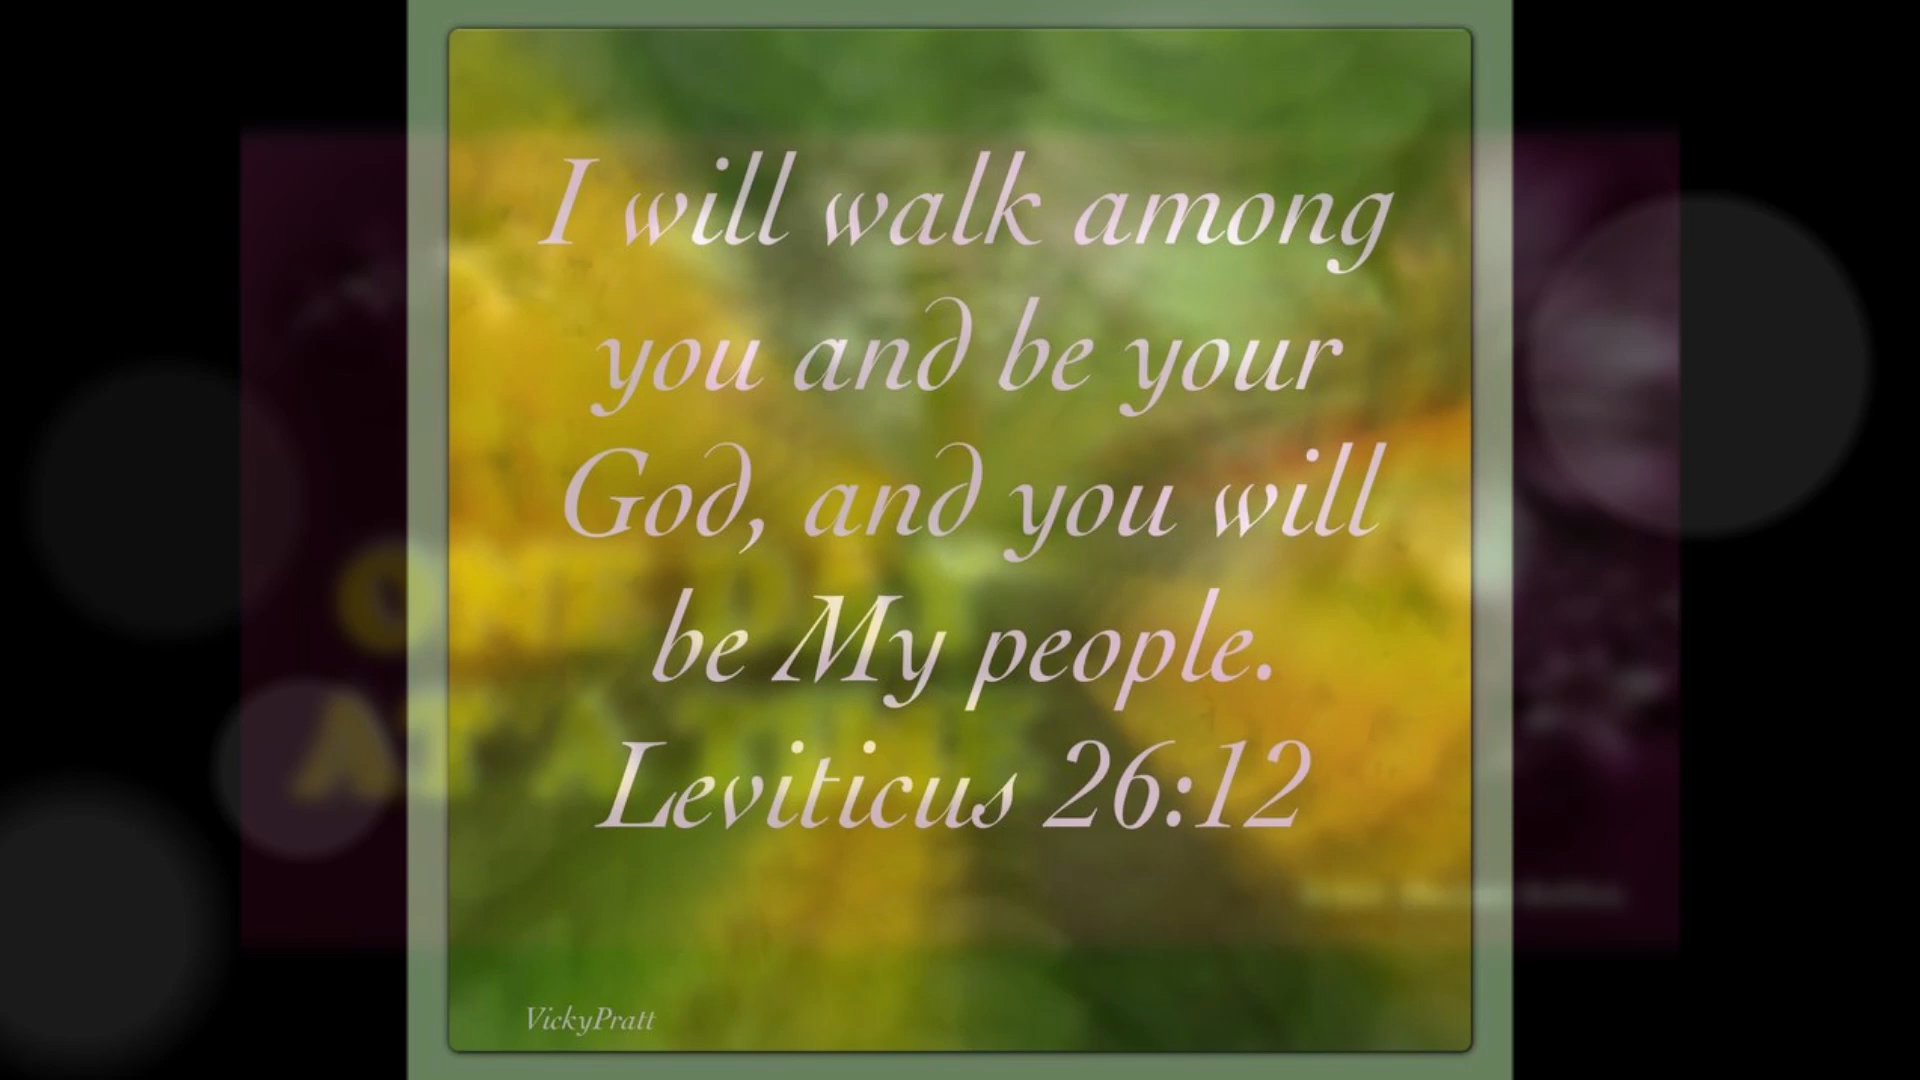 I will walk among
you and be your
God, and you will
be My people.
Leviticus 26:12
VickyPratt